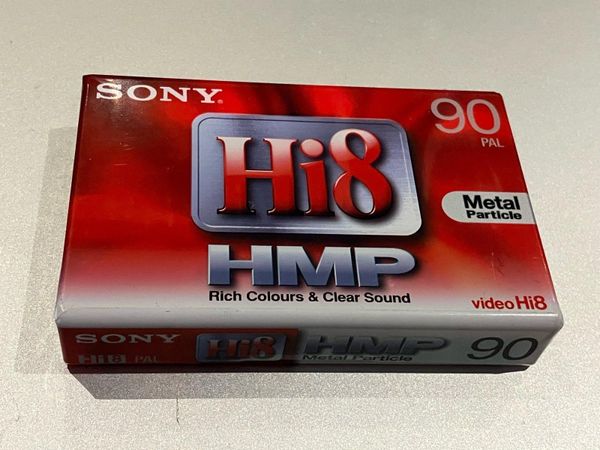 SONY
90
PAL
Hi8
Metal
Particle
HMP
Rich Colours & Clear Sound
video Hi8
SONY
Hi8 PAL
Hi8
HMP
Metal Particle
90